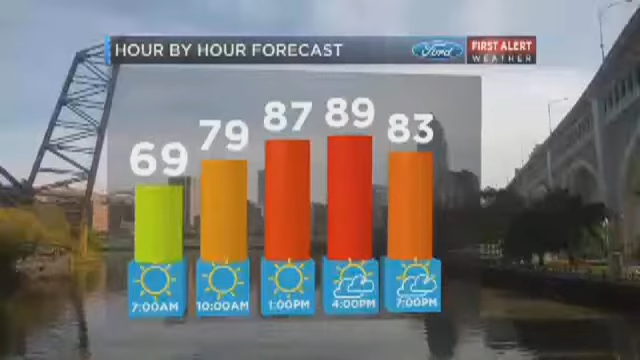 HOUR BY HOUR FORECAST
Ford
FIRST ALERT
WEATHER
69
79
87
89
83
7:00AM
10:00AM
1:00PM
4:00PM
7:00PM